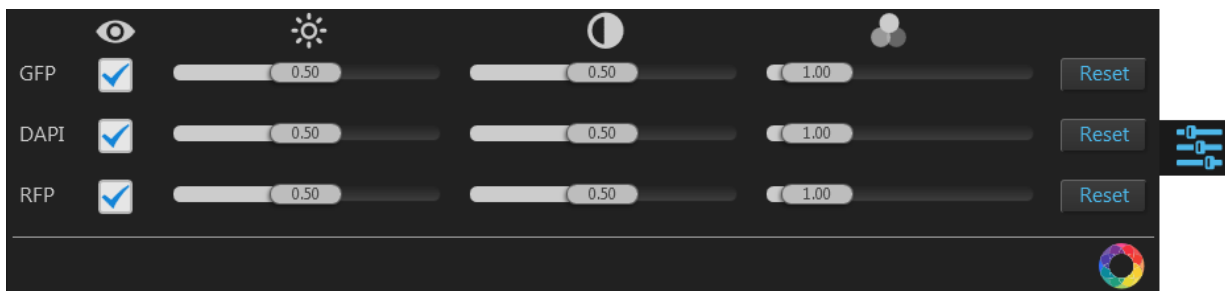 GFP 0.50 0.50 1.00 Reset
DAPI 0.50 0.50 1.00 Reset
RFP 0.50 0.50 1.00 Reset